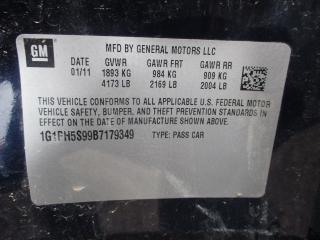 GM
MFD BY GENERAL MOTORS LLC
DATE GVWR GAWR FRT GAWR RR
01/11 1893 KG 984 KG 909 KG
4173 LB 2169 LB 2004 LB
THIS VEHICLE CONFORMS TO ALL APPLICABLE U.S. FEDERAL MOTOR
VEHICLE SAFETY, BUMPER, AND THEFT PREVENTION STANDARDS
IN EFFECT ON THE DATE OF MANUFACTURE SHOWN ABOVE.
1G1PH5S99B7179349 TYPE: PASS CAR